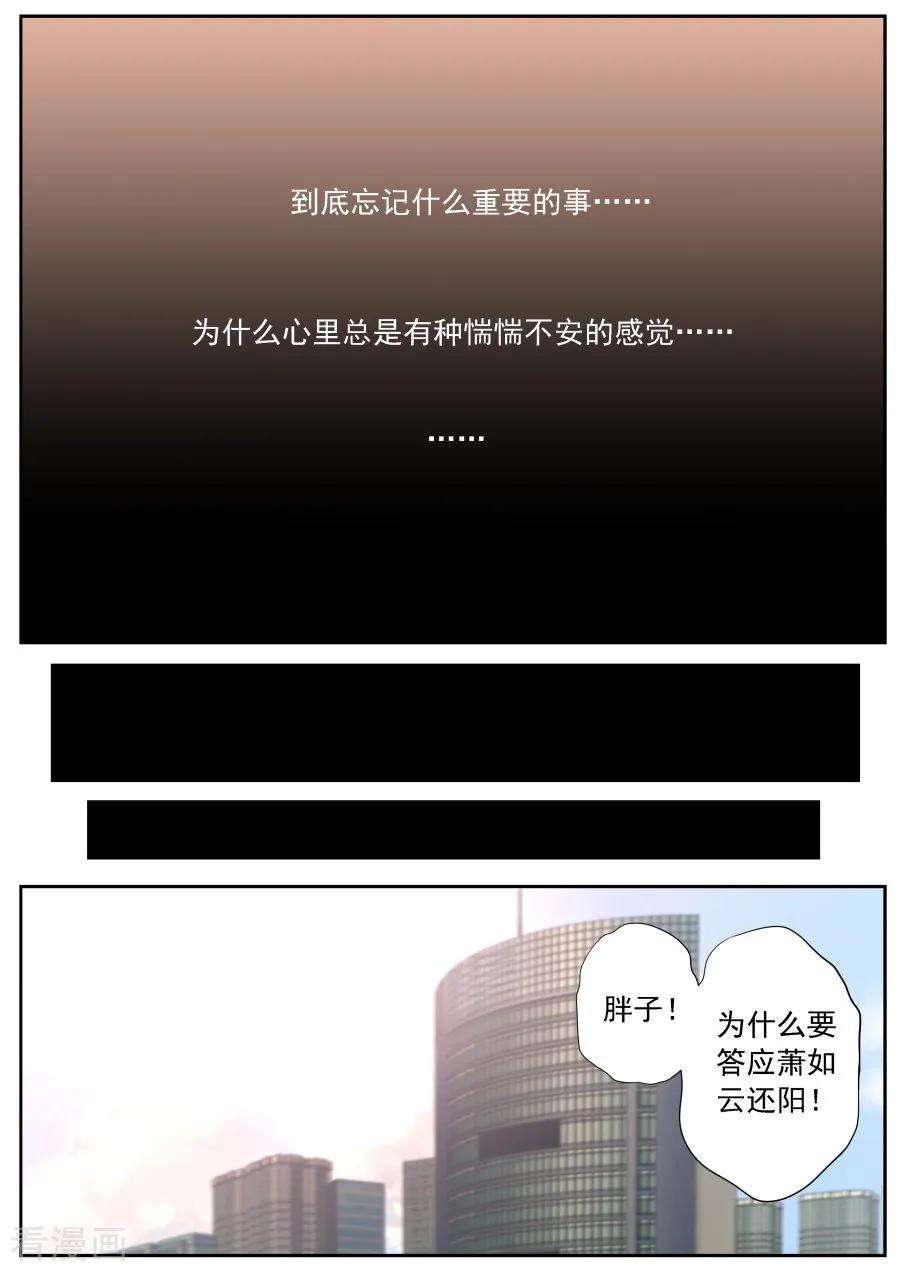 到底忘记什么重要的事……
为什么心里总是有种惴惴不安的感觉……
……
胖子！
为什么要
答应萧如
云还阳！
看漫画